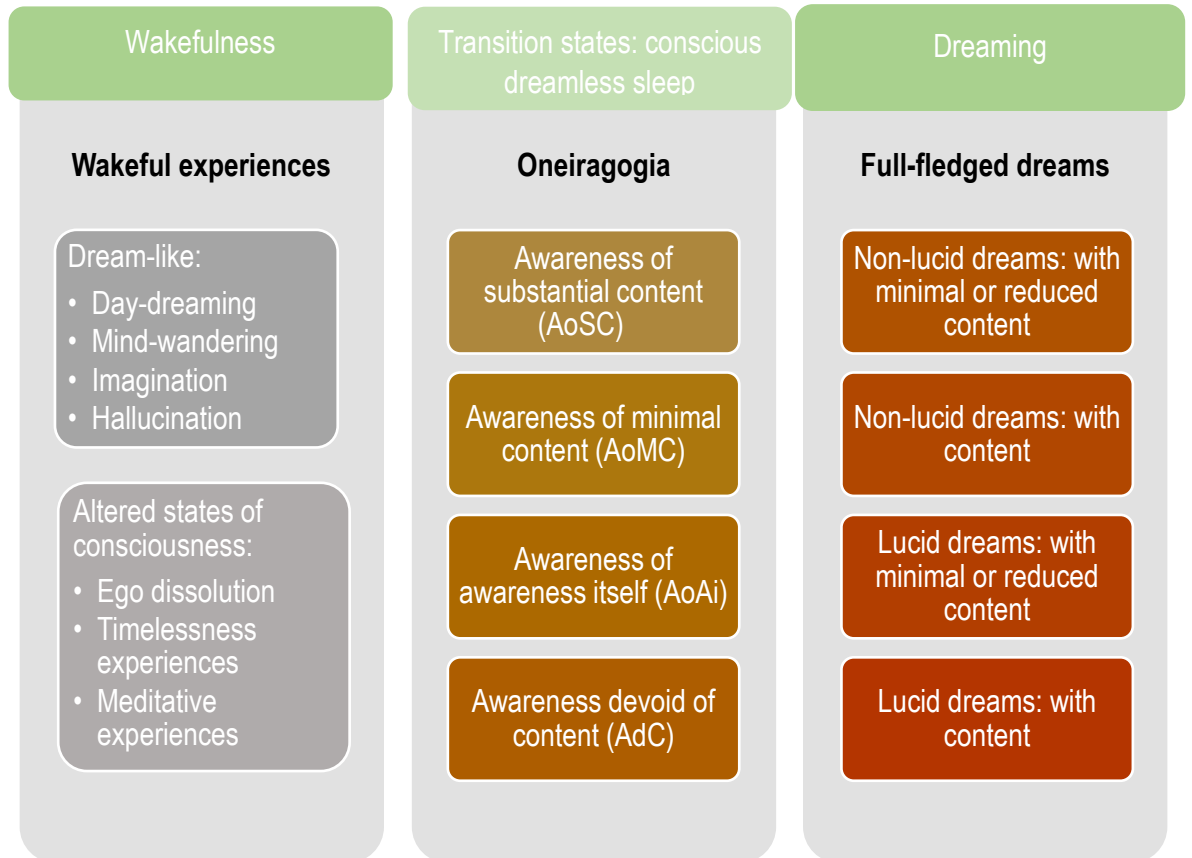 Wakefulness
Transition states: conscious
dreamless sleep
Dreaming
Wakeful experiences
Dream-like:
• Day-dreaming
• Mind-wandering
• Imagination
• Hallucination
Altered states of
consciousness:
• Ego dissolution
• Timelessness
experiences
• Meditative
experiences
Oneiragogia
Awareness of
substantial content
(AoSC)
Awareness of minimal
content (AoMC)
Awareness of
awareness itself (AoAi)
Awareness devoid of
content (AdC)
Full-fledged dreams
Non-lucid dreams: with
minimal or reduced
content
Non-lucid dreams: with
content
Lucid dreams: with
minimal or reduced
content
Lucid dreams: with
content